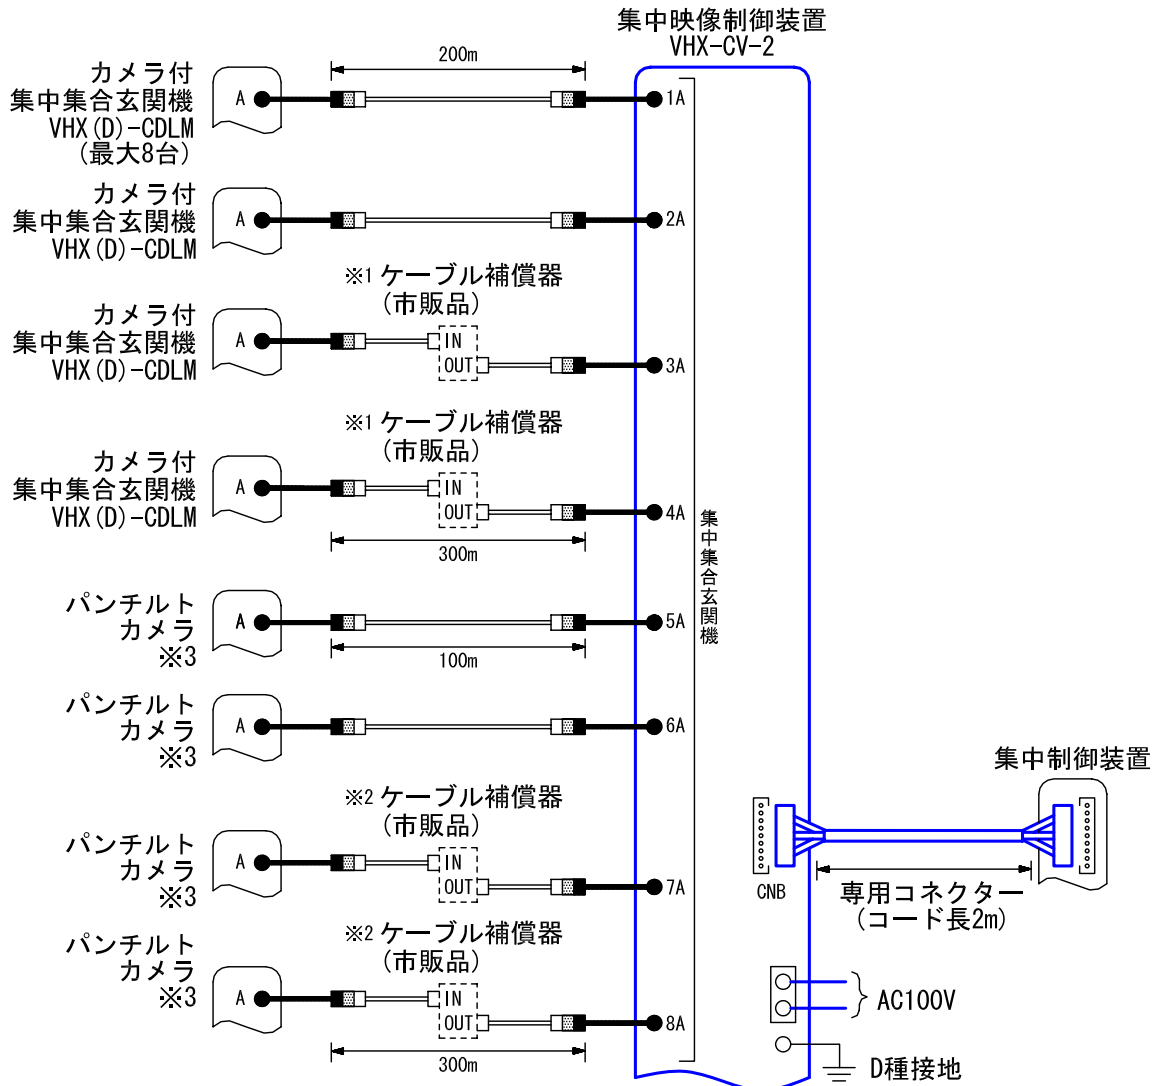 集中映像制御装置
VHX-CV-2
カメラ付
集中集合玄関機
VHX(D)-CDLM
(最大8台)
A
200m
1A
カメラ付
集中集合玄関機
VHX(D)-CDLM
A
2A
※1 ケーブル補償器
(市販品)
カメラ付
集中集合玄関機
VHX(D)-CDLM
A
IN
OUT
3A
※1 ケーブル補償器
(市販品)
カメラ付
集中集合玄関機
VHX(D)-CDLM
A
IN
OUT
4A
300m
集中集合玄関機
パンチルト
カメラ
※3
A
5A
100m
パンチルト
カメラ
※3
A
6A
※2 ケーブル補償器
(市販品)
パンチルト
カメラ
※3
A
IN
OUT
7A
※2 ケーブル補償器
(市販品)
パンチルト
カメラ
※3
A
IN
OUT
8A
300m
集中制御装置
CNB
専用コネクター
(コード長2m)
AC100V
D種接地